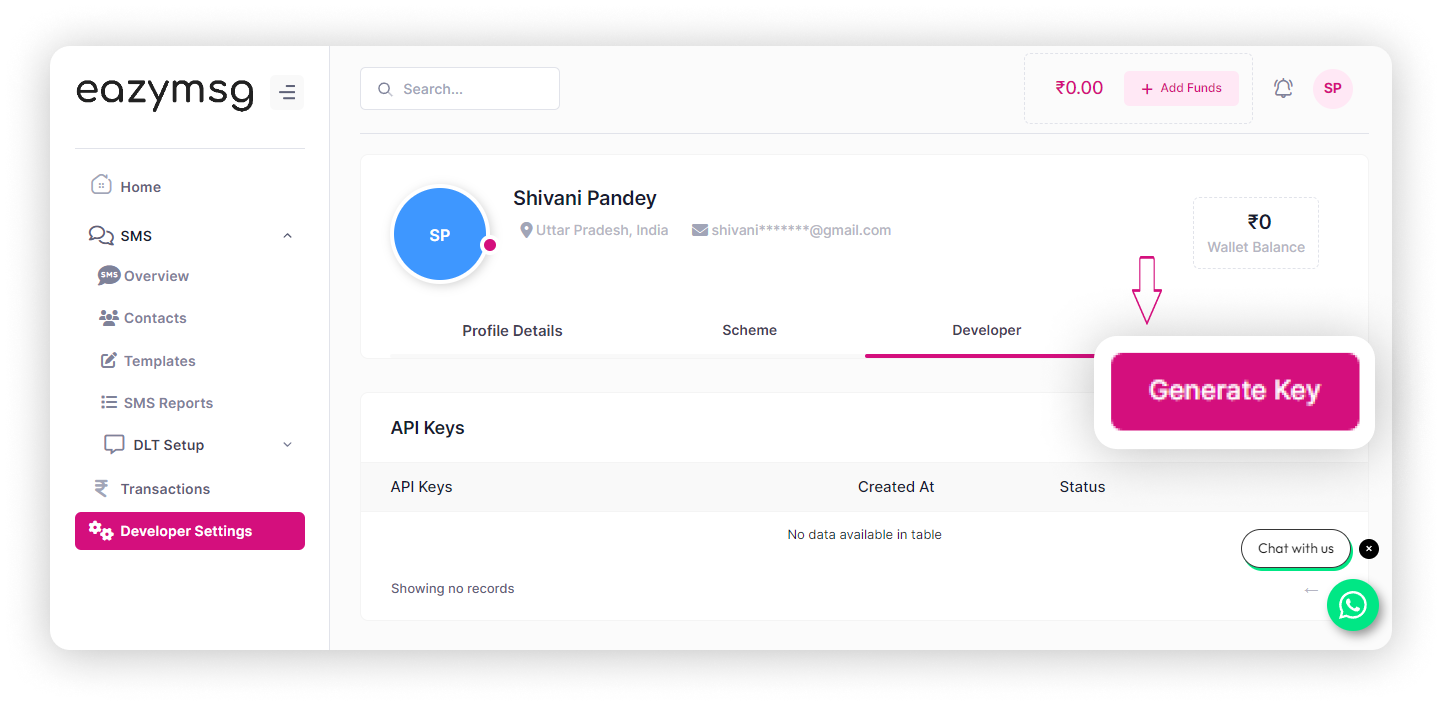 eazymsg
Home
SMS
SMS Overview
Contacts
Templates
SMS Reports
DLT Setup
₹ Transactions
Developer Settings
Search...
₹0.00
+ Add Funds
SP
SP
Shivani Pandey
Uttar Pradesh, India
shivani*******@gmail.com
₹0
Wallet Balance
Profile Details
Scheme
Developer
Generate Key
API Keys
API Keys Created At Status
No data available in table
Chat with us
Showing no records